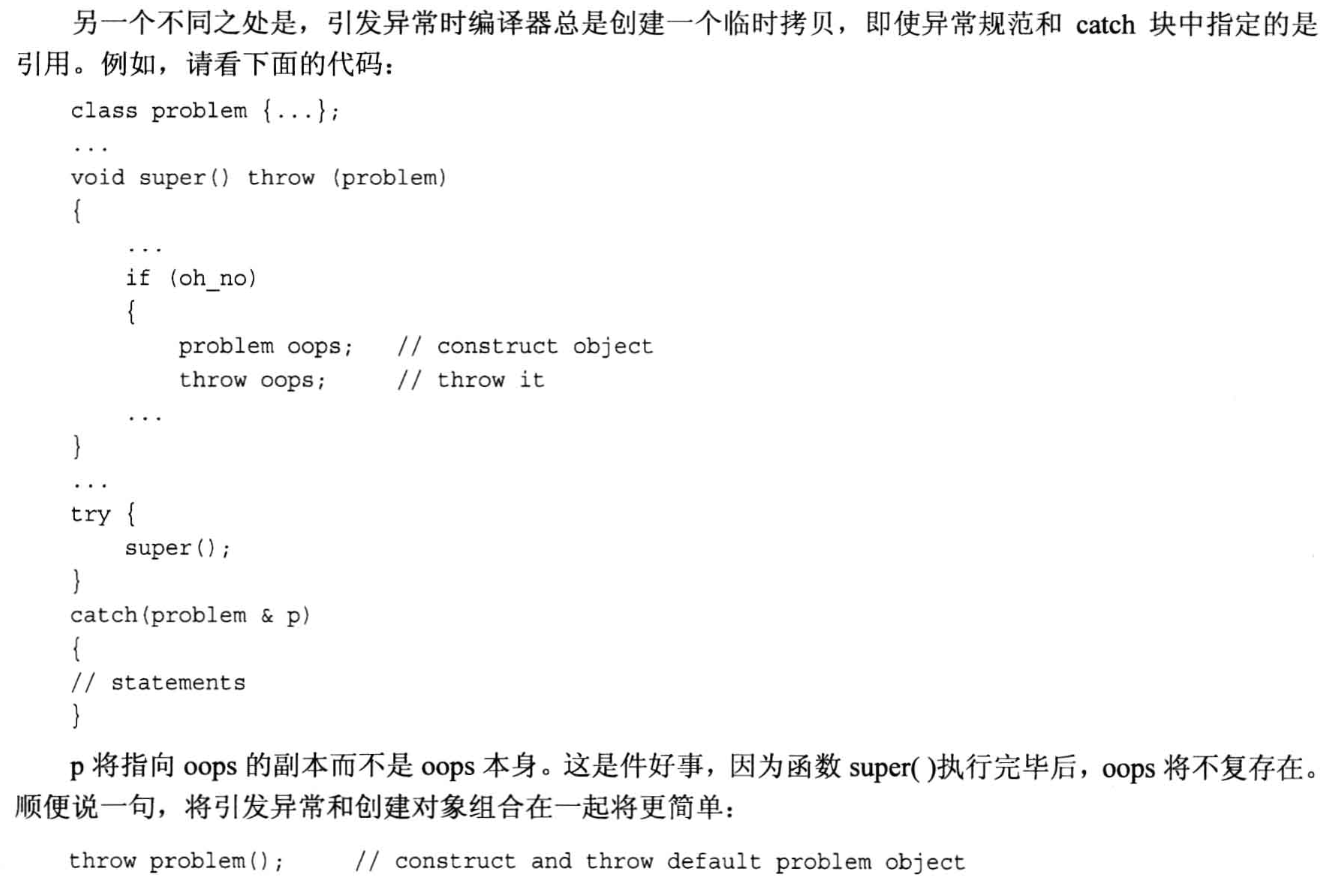 另一个不同之处是，引发异常时编译器总是创建一个临时拷贝，即使异常规范和 catch 块中指定的是
引用。例如，请看下面的代码：
class problem {...};
...
void super() throw (problem)
{
...
if (oh_no)
{
problem oops;   // construct object
throw oops;     // throw it
...
}
...
try {
super();
}
catch(problem & p)
{
// statements
}
p 将指向 oops 的副本而不是 oops 本身。这是件好事，因为函数 super( )执行完毕后，oops 将不复存在。
顺便说一句，将引发异常和创建对象组合在一起将更简单：
throw problem();     // construct and throw default problem object